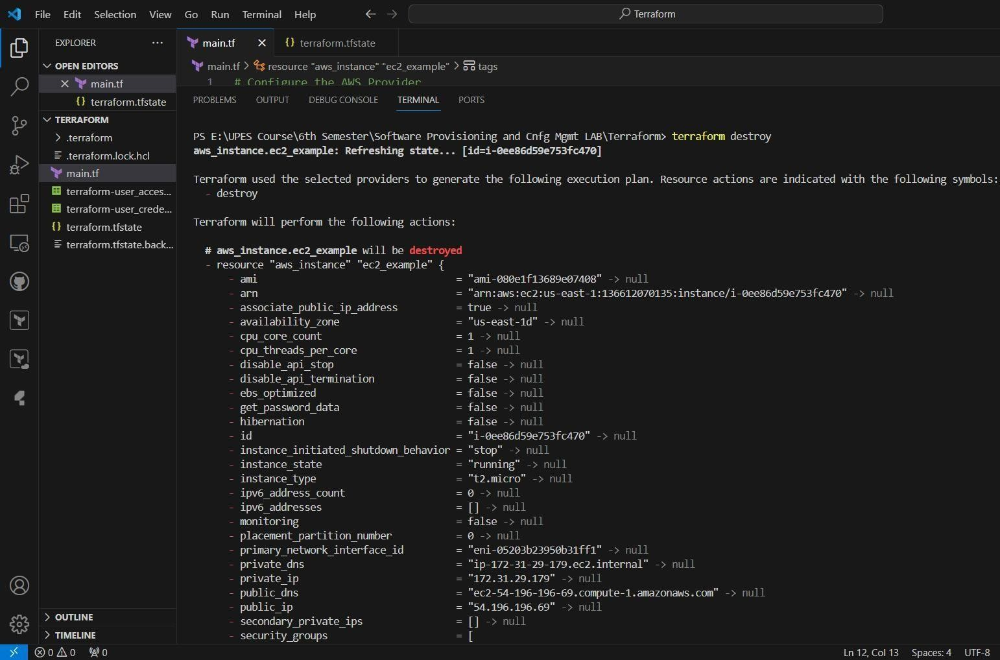 File Edit Selection View Go Run Terminal Help
Terraform
EXPLORER
OPEN EDITORS
main.tf
terraform.tfstate
TERRAFORM
.terraform
.terraform.lock.hcl
main.tf
terraform-user_acces...
terraform-user_crede...
terraform.tfstate
terraform.tfstate.back...
OUTLINE
TIMELINE
main.tf terraform.tfstate
main.tf > resource "aws_instance" "ec2_example" > tags
1 # Configure the AWS Provider
PROBLEMS OUTPUT DEBUG CONSOLE TERMINAL PORTS
PS E:\UPES Course\6th Semester\Software Provisioning and Cnfg Mgmt LAB\Terraform> terraform destroy
aws_instance.ec2_example: Refreshing state... [id=i-0ee86d59e753fc470]
Terraform used the selected providers to generate the following execution plan. Resource actions are indicated with the following symbols:
- destroy
Terraform will perform the following actions:
# aws_instance.ec2_example will be destroyed
- resource "aws_instance" "ec2_example" {
- ami = "ami-080e1f13689e07408" -> null
- arn = "arn:aws:ec2:us-east-1:136612070135:instance/i-0ee86d59e753fc470" -> null
- associate_public_ip_address = true -> null
- availability_zone = "us-east-1d" -> null
- cpu_core_count = 1 -> null
- cpu_threads_per_core = 1 -> null
- disable_api_stop = false -> null
- disable_api_termination = false -> null
- ebs_optimized = false -> null
- get_password_data = false -> null
- hibernation = false -> null
- id = "i-0ee86d59e753fc470" -> null
- instance_initiated_shutdown_behavior = "stop" -> null
- instance_state = "running" -> null
- instance_type = "t2.micro" -> null
- ipv6_address_count = 0 -> null
- ipv6_addresses = [] -> null
- monitoring = false -> null
- placement_partition_number = 0 -> null
- primary_network_interface_id = "eni-05203b23950b31ff1" -> null
- private_dns = "ip-172-31-29-179.ec2.internal" -> null
- private_ip = "172.31.29.179" -> null
- public_dns = "ec2-54-196-196-69.compute-1.amazonaws.com" -> null
- public_ip = "54.196.196.69" -> null
- secondary_private_ips = [] -> null
- security_groups = [
0 0 0 Ln 12, Col 13 Spaces: 4 UTF-8